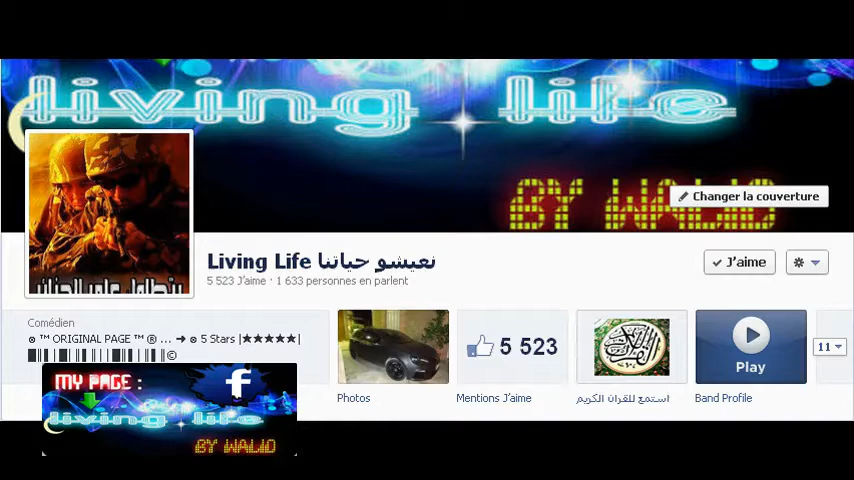 living life
BY WALID
Changer la couverture
Living Life نعيشو حياتنا
5 523 J'aime · 1 633 personnes en parlent
J'aime
Comédien
⊗ ™ ORIGINAL PAGE ™ ® ... ➜ ⊗ 5 Stars |★★★★★|
©
5 523
Play
11
Photos
Mentions J'aime
استمع للقران الكريم
Band Profile
MY PAGE :
f
living life
BY WALID